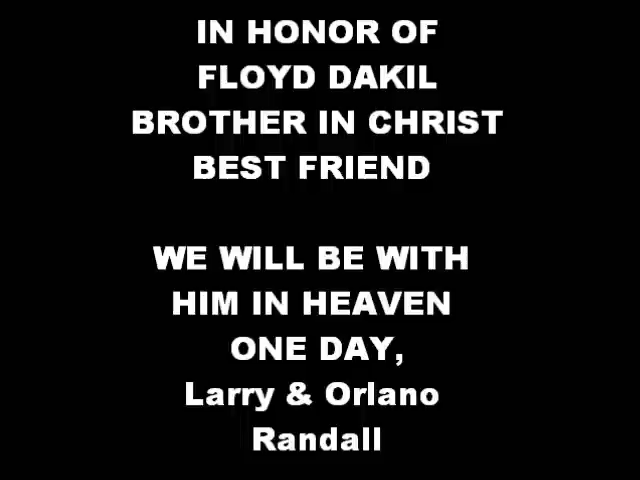 IN HONOR OF
FLOYD DAKIL
BROTHER IN CHRIST
BEST FRIEND
WE WILL BE WITH
HIM IN HEAVEN
ONE DAY,
Larry & Orlano
Randall